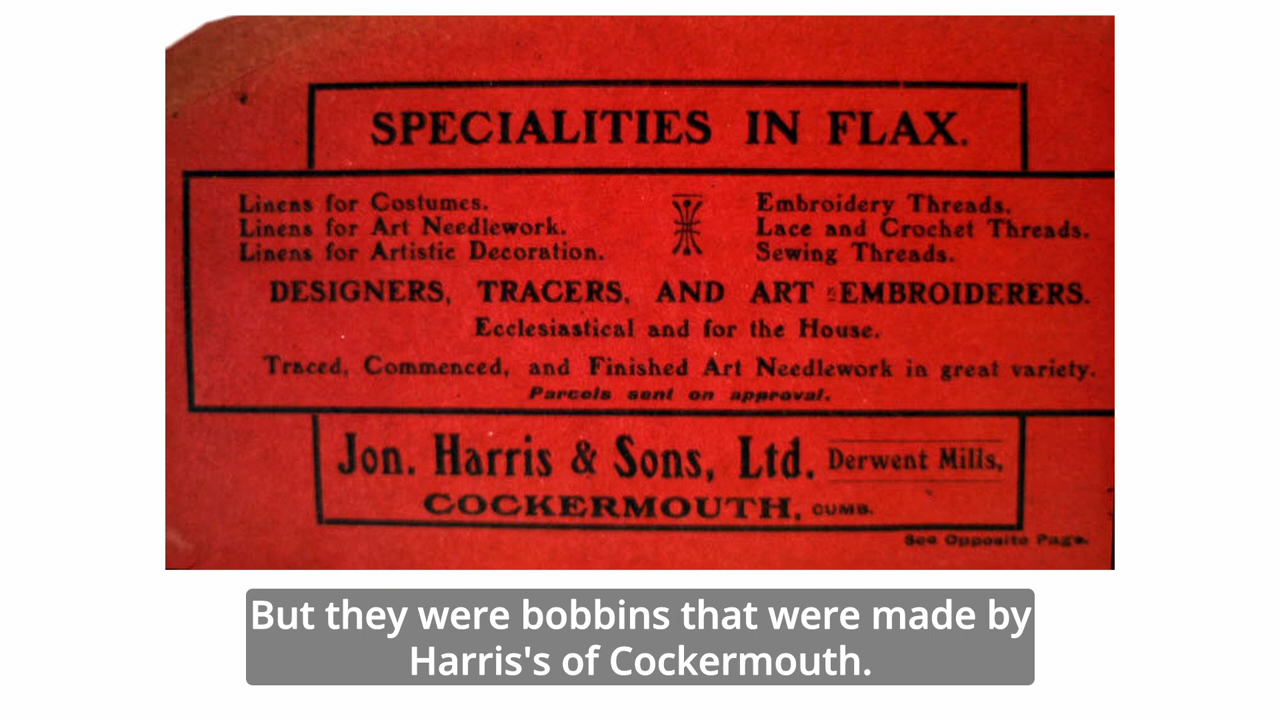 SPECIALITIES IN FLAX.
Linens for Costumes.
Linens for Art Needlework.
Linens for Artistic Decoration.
Embroidery Threads.
Lace and Crochet Threads.
Sewing Threads.
DESIGNERS, TRACERS, AND ART EMBROIDERERS.
Ecclesiastical and for the House.
Traced, Commenced, and Finished Art Needlework in great variety.
Parcels sent on approval.
Jon. Harris & Sons, Ltd. Derwent Mills,
COCKERMOUTH, CUMB.
See Opposite Page.
But they were bobbins that were made by
Harris's of Cockermouth.